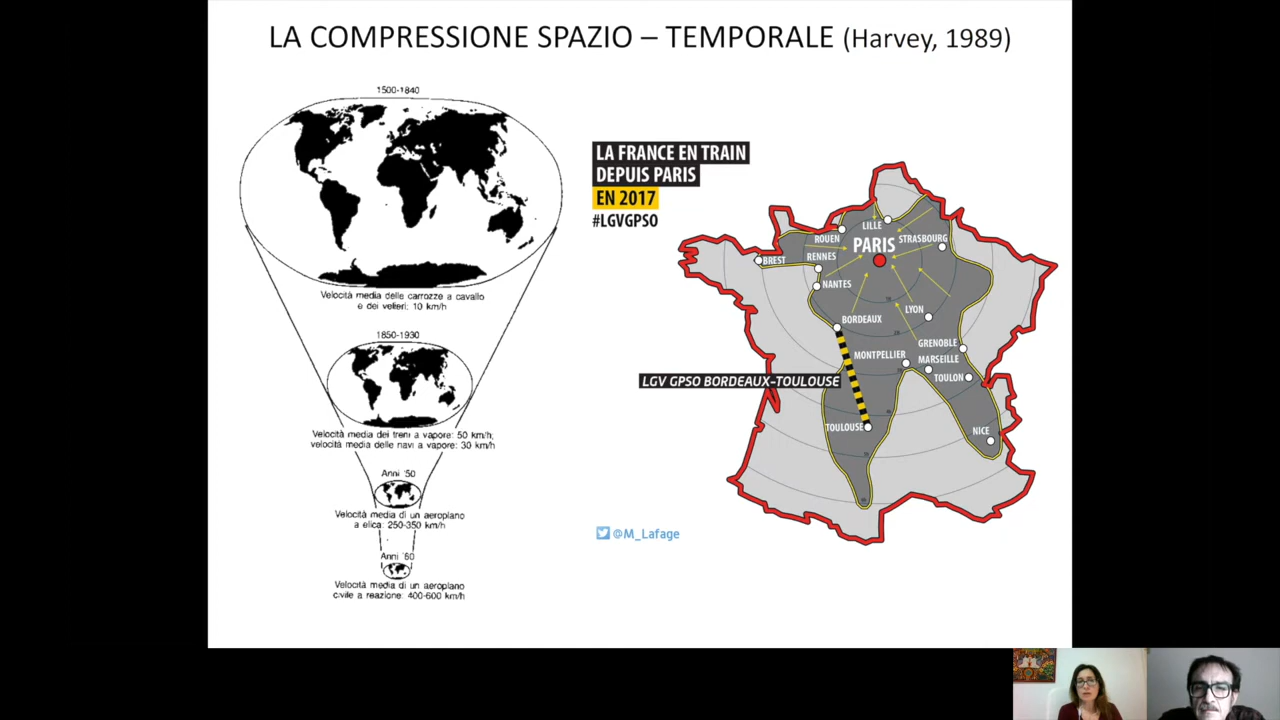 LA COMPRESSIONE SPAZIO – TEMPORALE (Harvey, 1989)
1500-1840
Velocità media delle carrozze a cavallo
e dei velieri: 10 km/h
1850-1930
Velocità media dei treni a vapore: 50 km/h;
velocità media delle navi a vapore: 30 km/h
Anni '50
Velocità media di un aeroplano
a elica: 250-350 km/h
Anni '60
Velocità media di un aeroplano
civile a reazione: 400-600 km/h
LA FRANCE EN TRAIN
DEPUIS PARIS
EN 2017
#LGVGPSO
LILLE
ROUEN
PARIS
STRASBOURG
BREST
RENNES
NANTES
BORDEAUX
LYON
GRENOBLE
MONTPELLIER
MARSEILLE
TOULON
LGV GPSO BORDEAUX-TOULOUSE
TOULOUSE
NICE
@M_Lafage